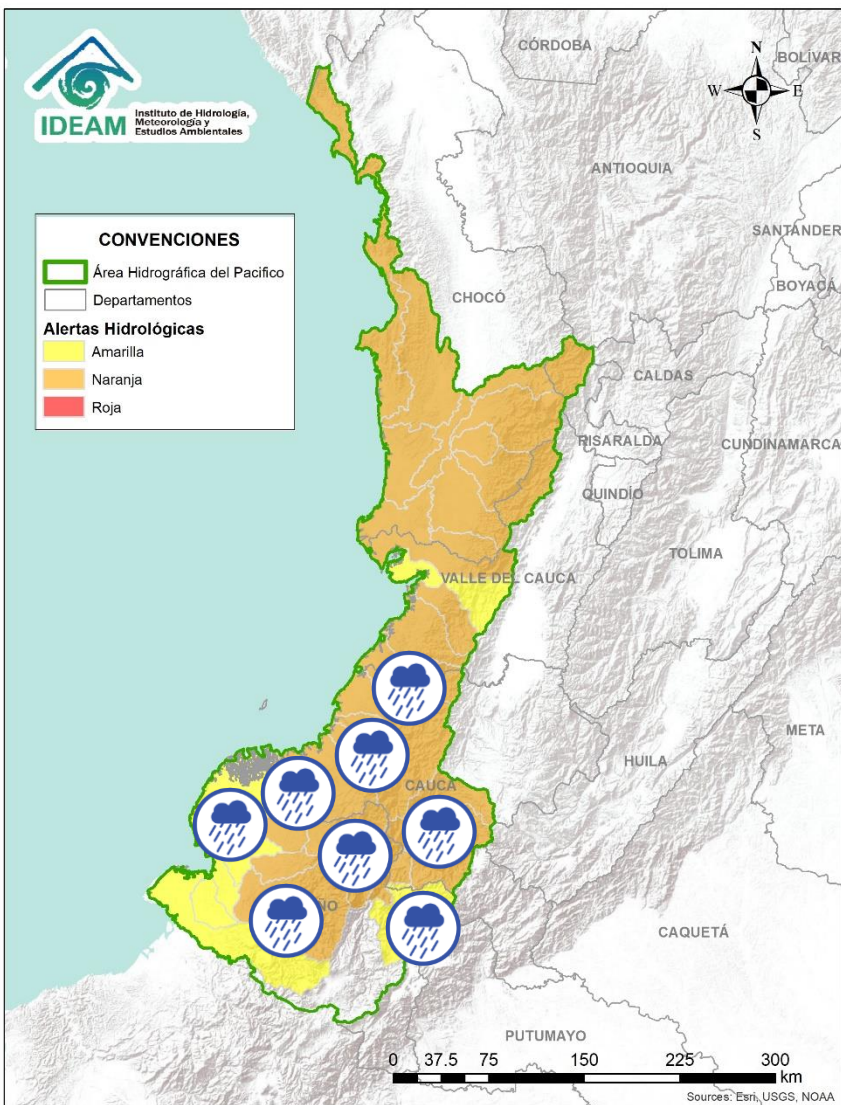 IDEAM
Instituto de Hidrología,
Meteorología y
Estudios Ambientales
CÓRDOBA
BOLÍVAR
N
W
E
S
ANTIOQUIA
SANTÁNDER
BOYACÁ
CONVENCIONES
Área Hidrográfica del Pacifico
Departamentos
Alertas Hidrológicas
Amarilla
Naranja
Roja
CHOCÓ
CALDAS
RISARALDA
CUNDINAMARCA
QUINDÍO
TOLIMA
VALLE DEL CAUCA
META
HUILA
CAUCA
ÑO
CAQUETÁ
PUTUMAYO
0 37.5 75 150 225 300
km
Sources: Esri, USGS, NOAA